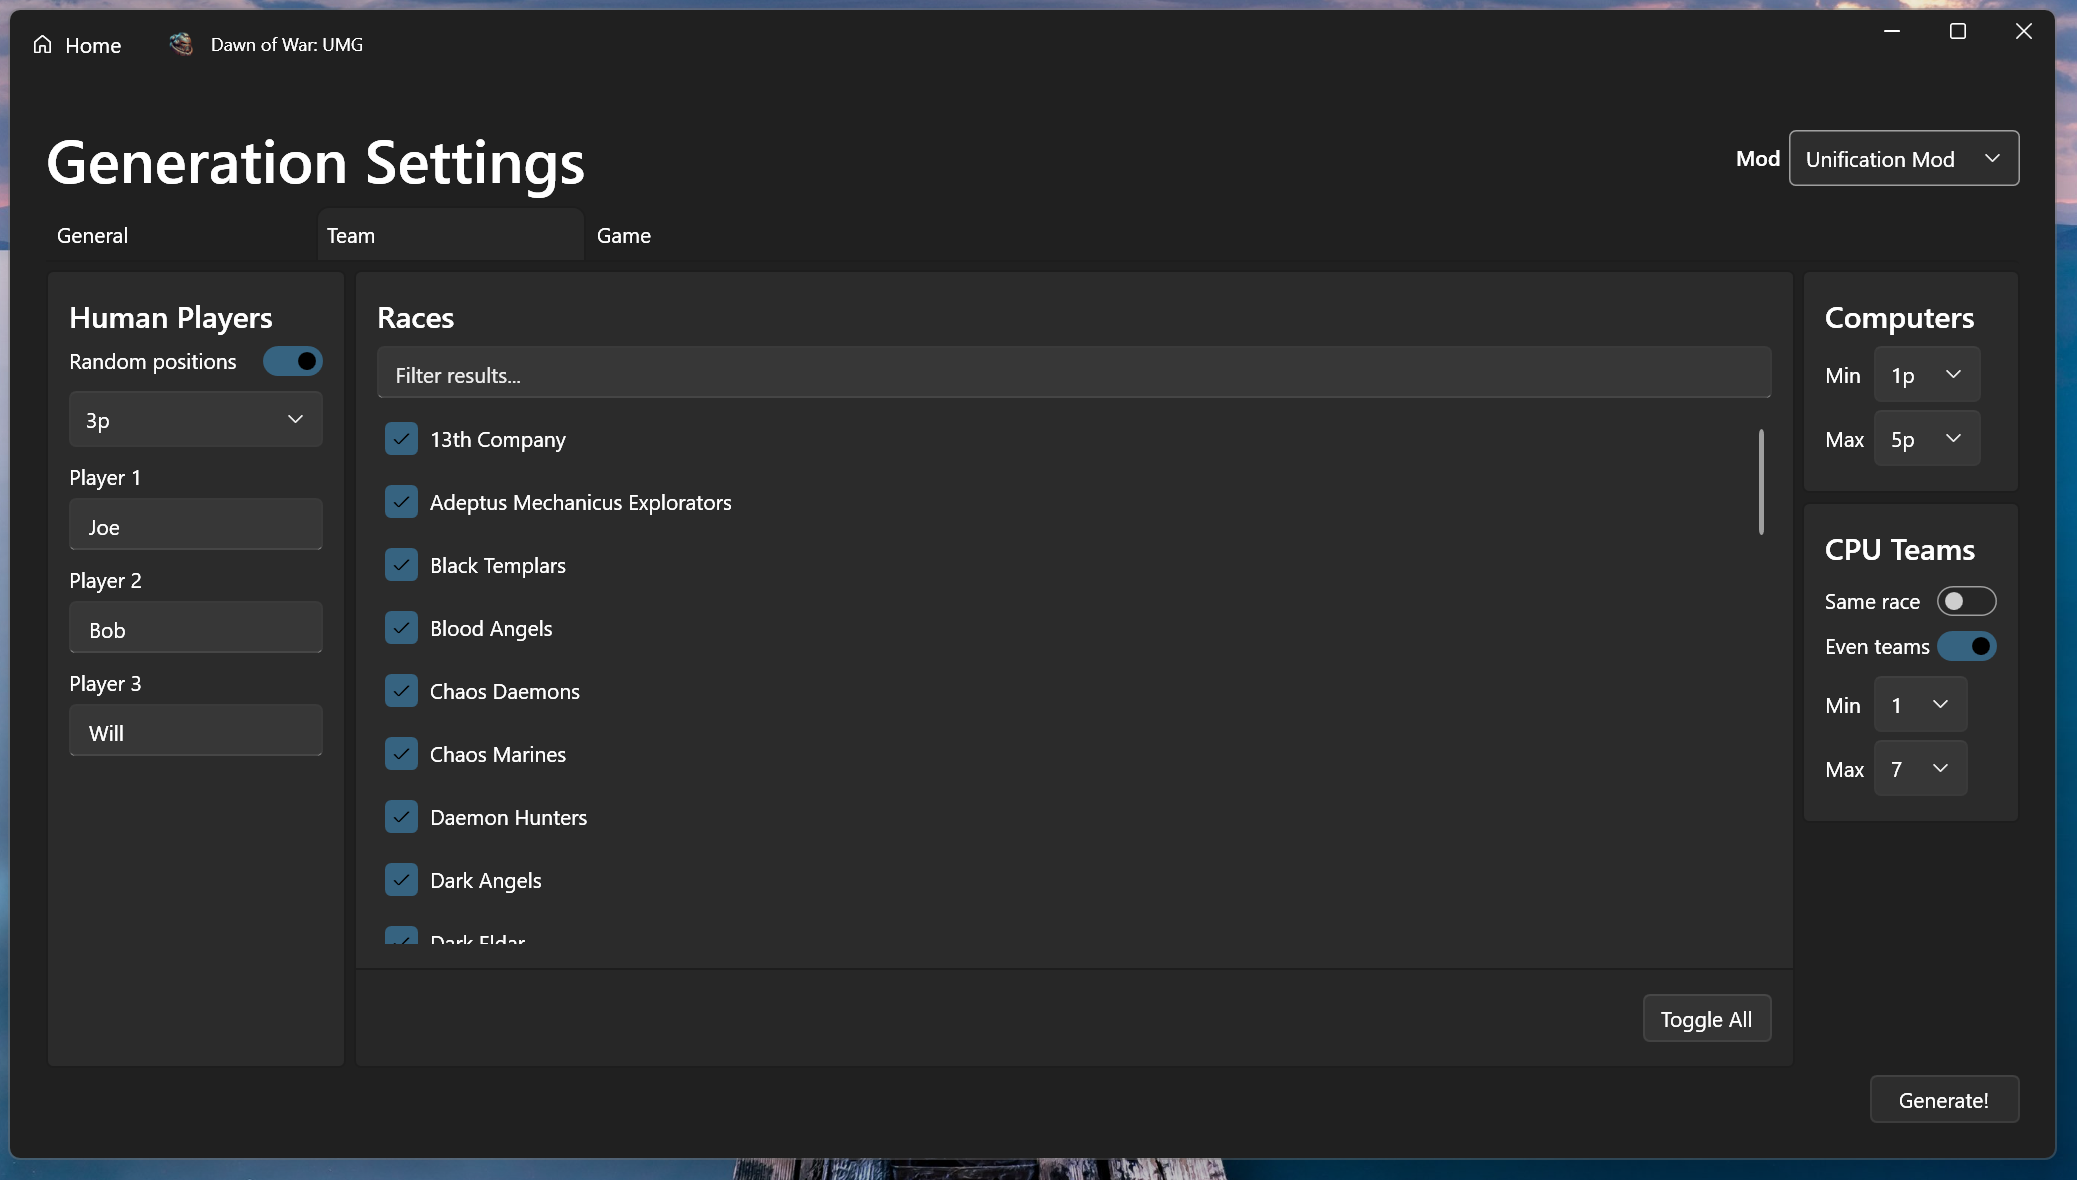 Home
Dawn of War: UMG
Generation Settings
Mod
Unification Mod
General
Team
Game
Human Players
Random positions
3p
Player 1
Joe
Player 2
Bob
Player 3
Will
Races
Filter results...
13th Company
Adeptus Mechanicus Explorators
Black Templars
Blood Angels
Chaos Daemons
Chaos Marines
Daemon Hunters
Dark Angels
Dark Eldar
Toggle All
Computers
Min
1p
Max
5p
CPU Teams
Same race
Even teams
Min
1
Max
7
Generate!